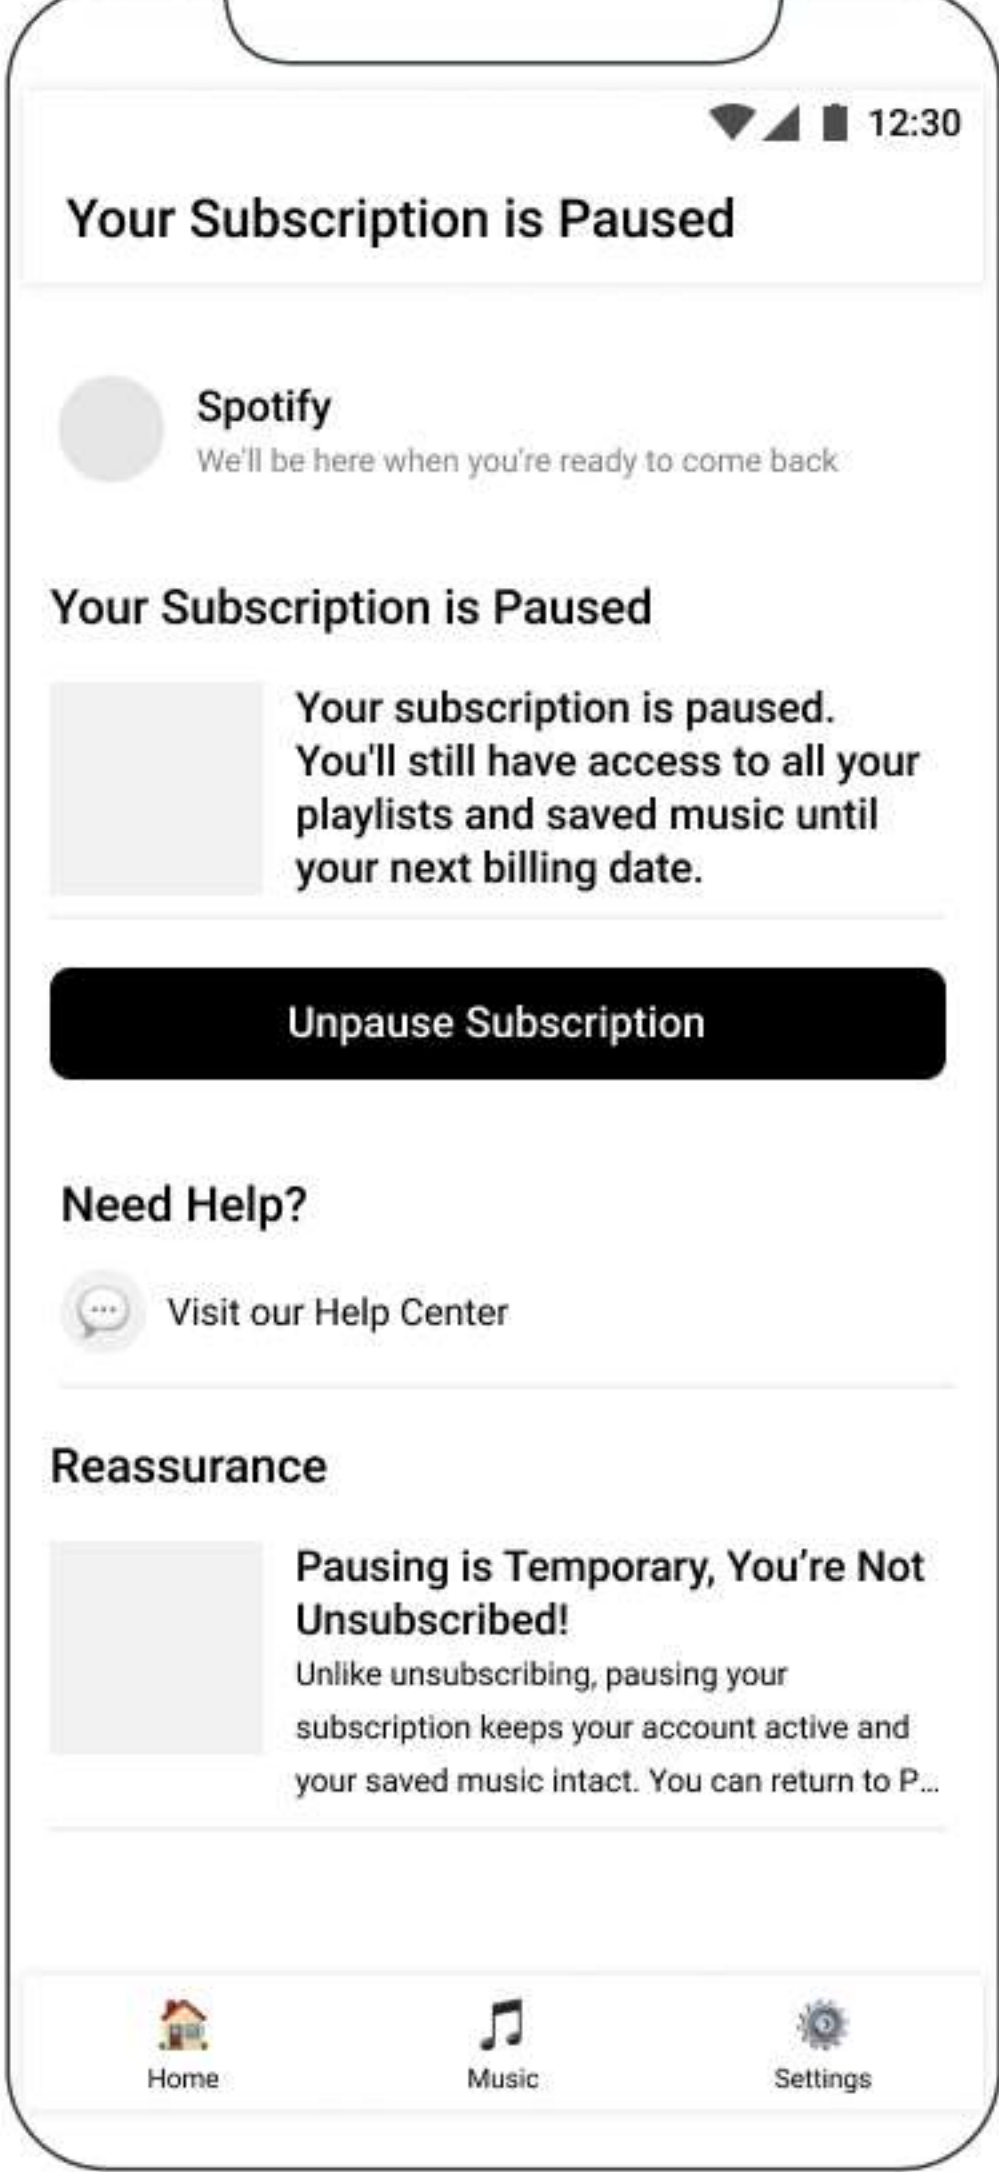 12:30
Your Subscription is Paused
Spotify
We'll be here when you're ready to come back
Your Subscription is Paused
Your subscription is paused.
You'll still have access to all your
playlists and saved music until
your next billing date.
Unpause Subscription
Need Help?
Visit our Help Center
Reassurance
Pausing is Temporary, You’re Not
Unsubscribed!
Unlike unsubscribing, pausing your
subscription keeps your account active and
your saved music intact. You can return to P...
Home
Music
Settings